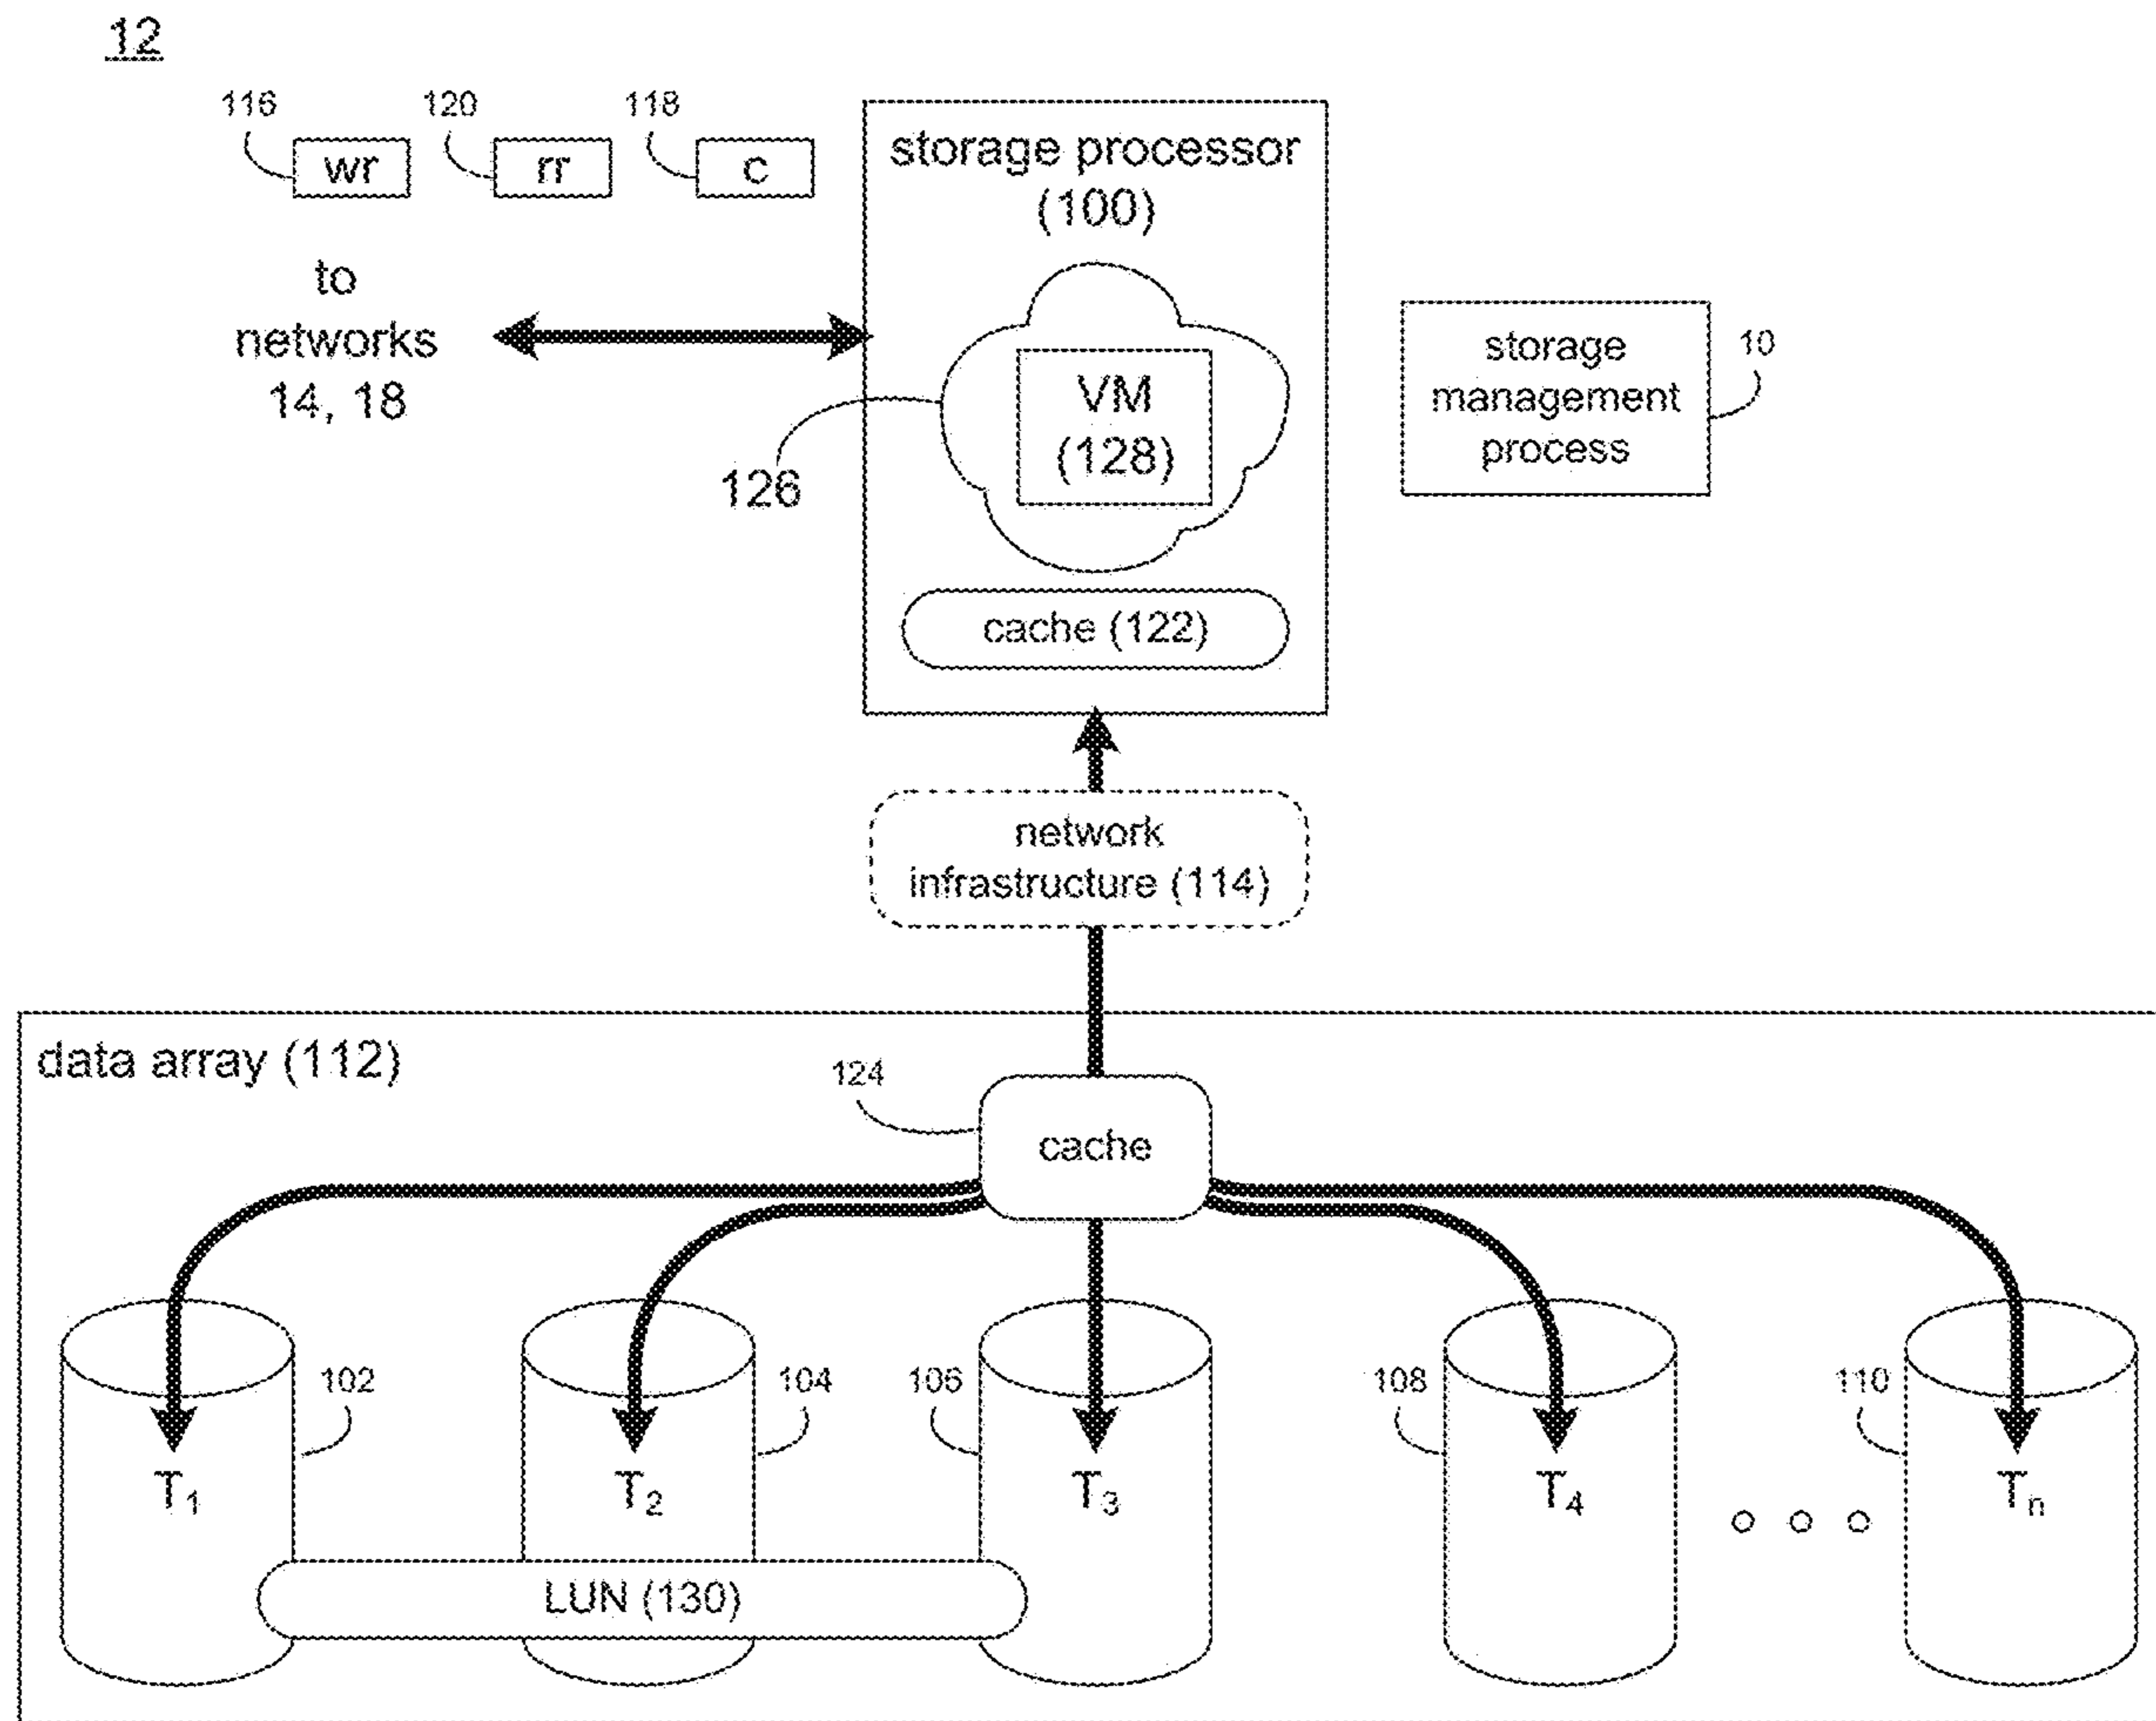 12
116
120
118
wr
rr
c
storage processor
(100)
to
networks
14, 18
VM
(128)
126
storage
management
process
10
cache (122)
network
infrastructure (114)
data array (112)
124
cache
102
104
106
108
110
T1
T2
T3
T4
Tn
LUN (130)